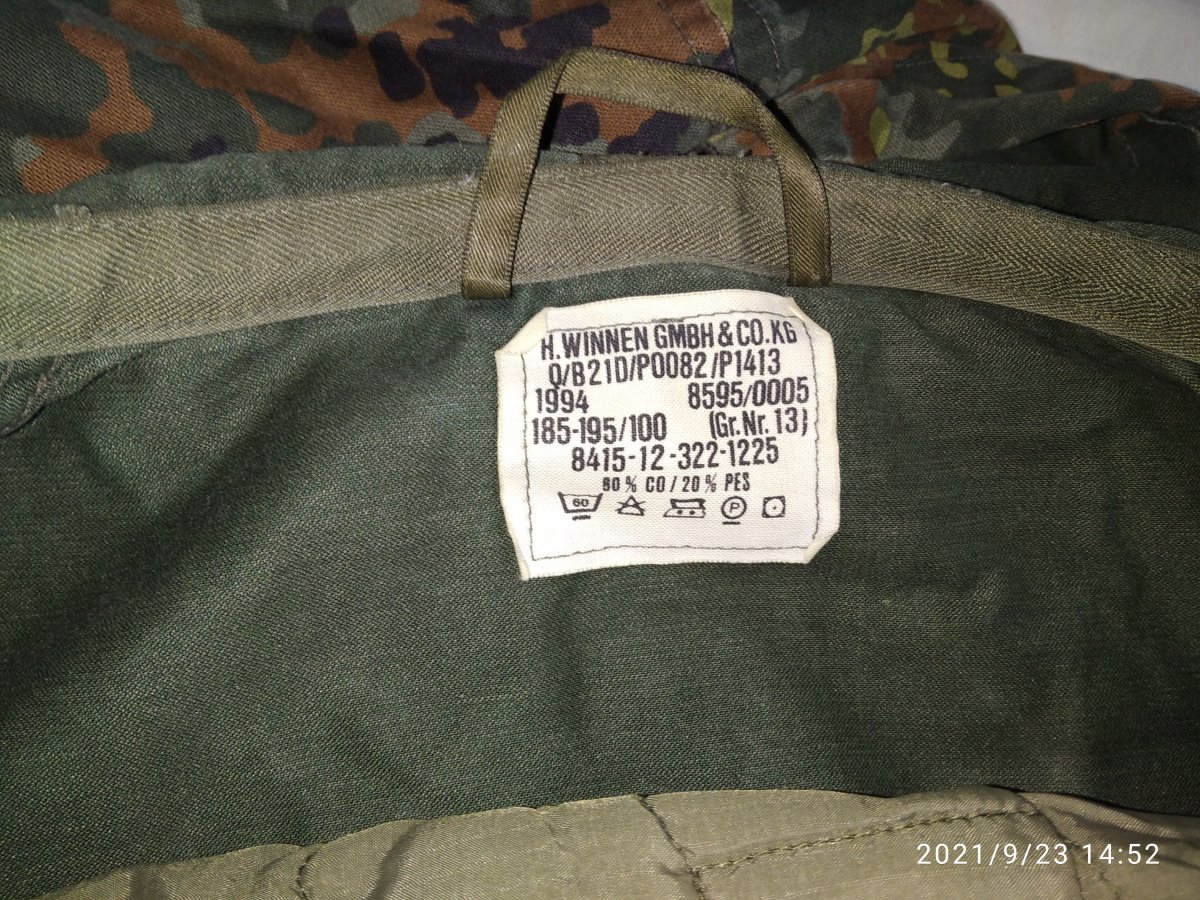 H.WINNEN GMBH & CO.KG
Q/B21D/P0082/P1413
1994 8595/0005
185-195/100 (Gr.Nr. 13)
8415-12-322-1225
80% CO / 20% PES
60 P
2021/9/23 14:52